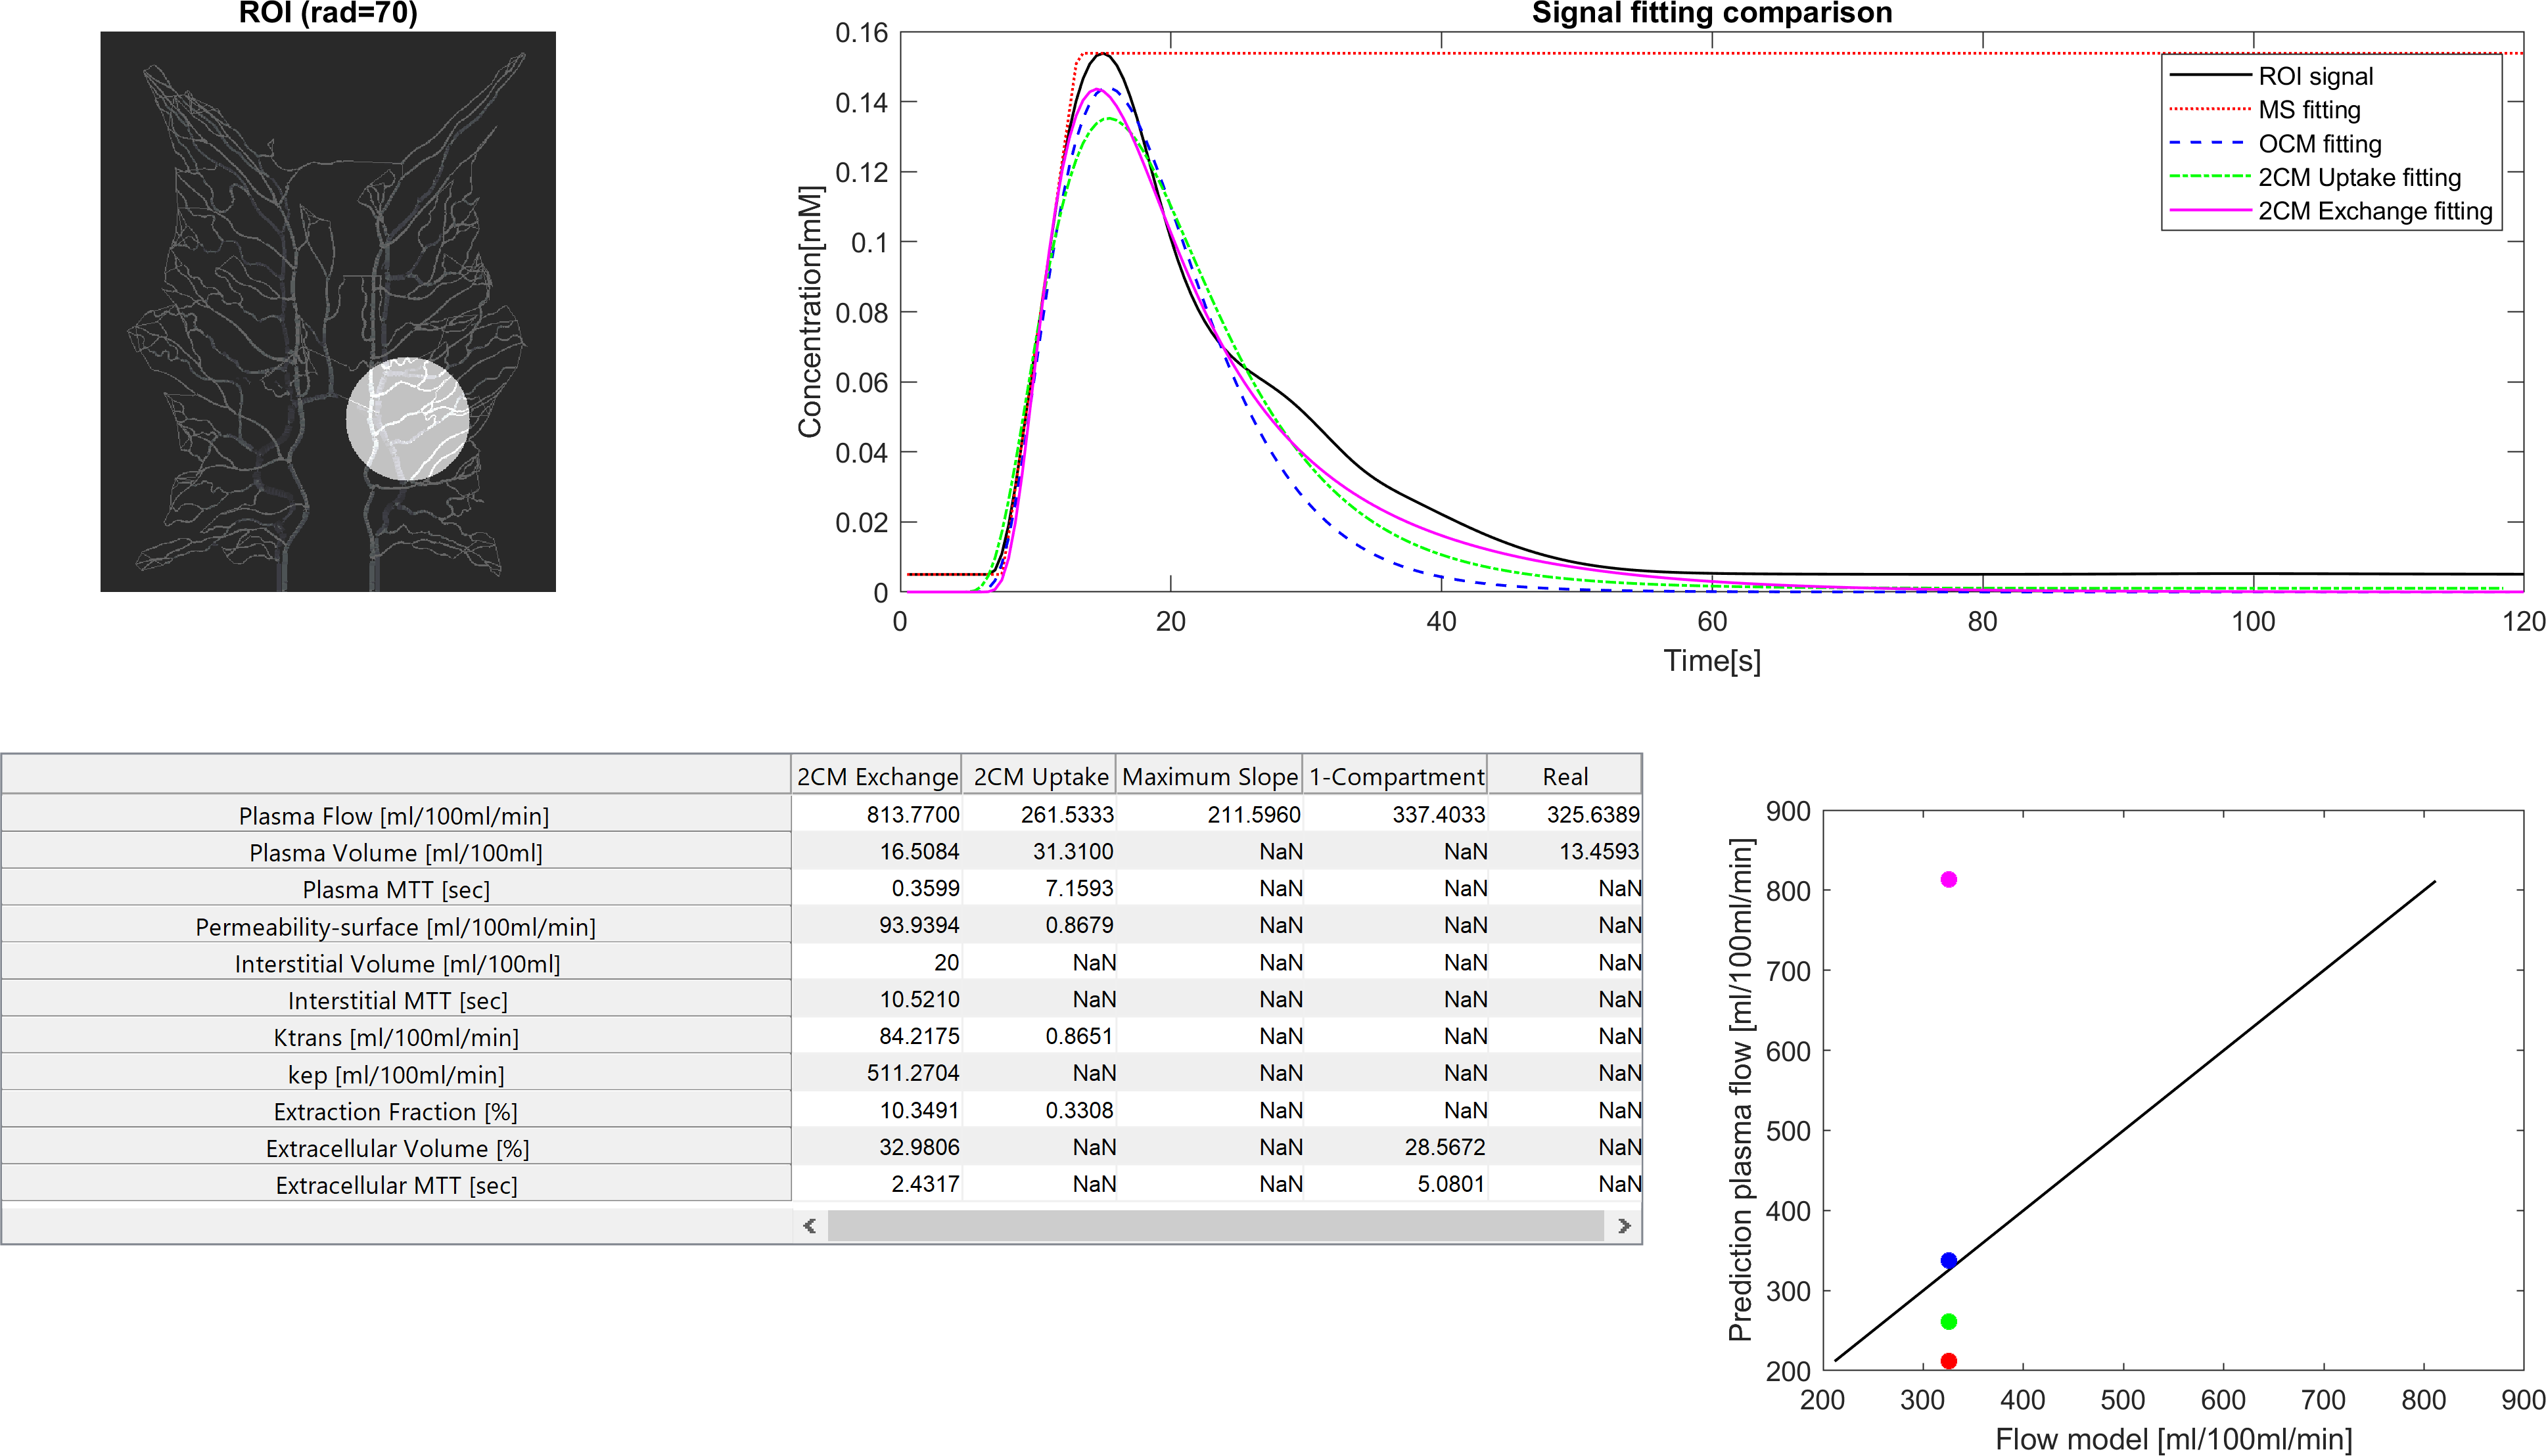 ROI (rad=70)
Signal fitting comparison
0.16
0.14
0.12
0.1
0.08
0.06
0.04
0.02
0
Concentration[mM]
0 20 40 60 80 100 120
Time[s]
ROI signal
MS fitting
OCM fitting
2CM Uptake fitting
2CM Exchange fitting
2CM Exchange 2CM Uptake Maximum Slope 1-Compartment Real
Plasma Flow [ml/100ml/min] 813.7700 261.5333 211.5960 337.4033 325.6389
Plasma Volume [ml/100ml] 16.5084 31.3100 NaN NaN 13.4593
Plasma MTT [sec] 0.3599 7.1593 NaN NaN NaN
Permeability-surface [ml/100ml/min] 93.9394 0.8679 NaN NaN NaN
Interstitial Volume [ml/100ml] 20 NaN NaN NaN NaN
Interstitial MTT [sec] 10.5210 NaN NaN NaN NaN
Ktrans [ml/100ml/min] 84.2175 0.8651 NaN NaN NaN
kep [ml/100ml/min] 511.2704 NaN NaN NaN NaN
Extraction Fraction [%] 10.3491 0.3308 NaN NaN NaN
Extracellular Volume [%] 32.9806 NaN NaN 28.5672 NaN
Extracellular MTT [sec] 2.4317 NaN NaN 5.0801 NaN
900
800
700
600
500
400
300
200
Prediction plasma flow [ml/100ml/min]
200 300 400 500 600 700 800 900
Flow model [ml/100ml/min]